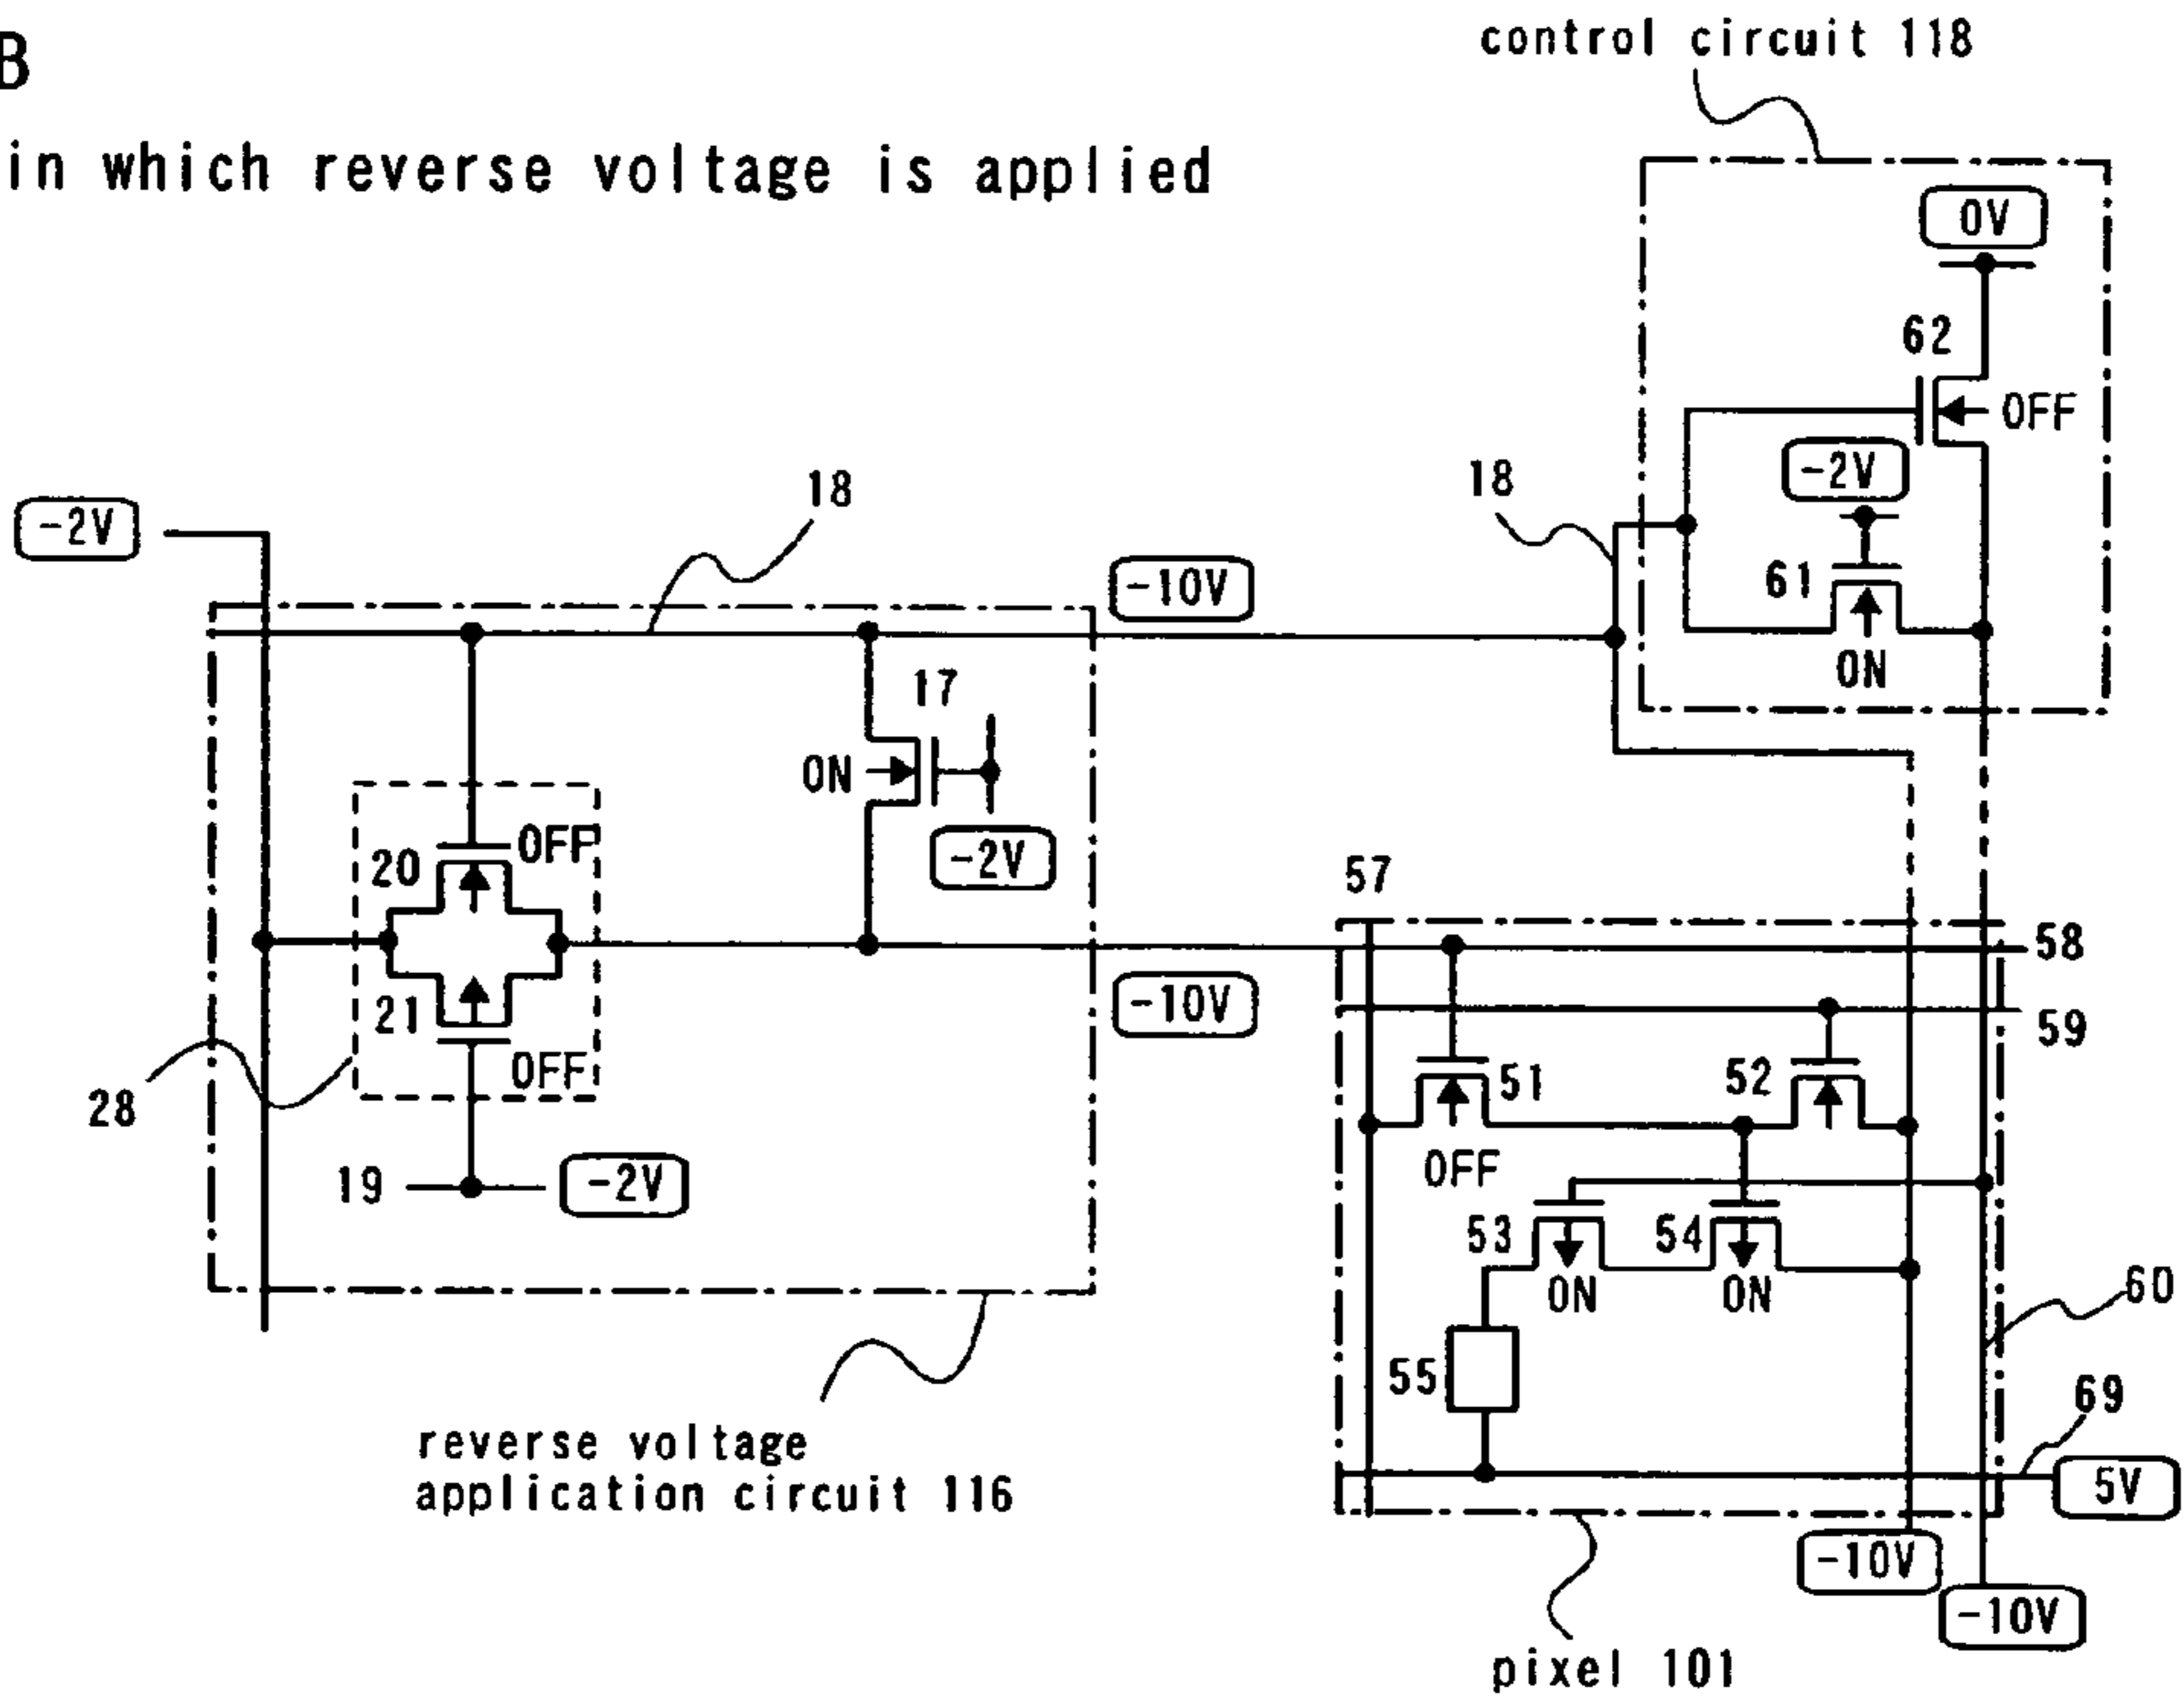 B
in which reverse voltage is applied
control circuit 118
0V
62
OFF
-2V
18
61
ON
-2V
18
-10V
17
ON
-2V
20
OFF
21
OFF
28
19
-2V
-10V
57
58
59
51
OFF
52
53
ON
54
ON
55
60
69
5V
-10V
-10V
reverse voltage
application circuit 116
pixel 101